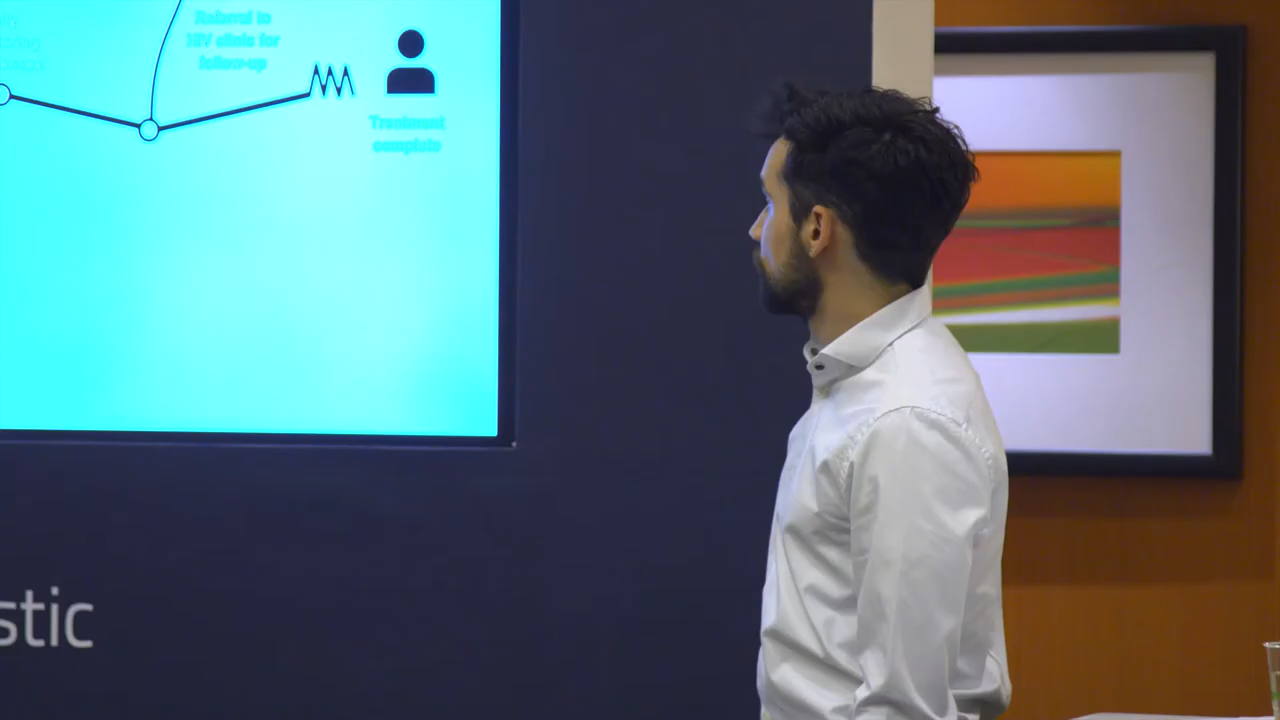 Referral to
HIV clinic for
follow-up
Treatment
complete
stic